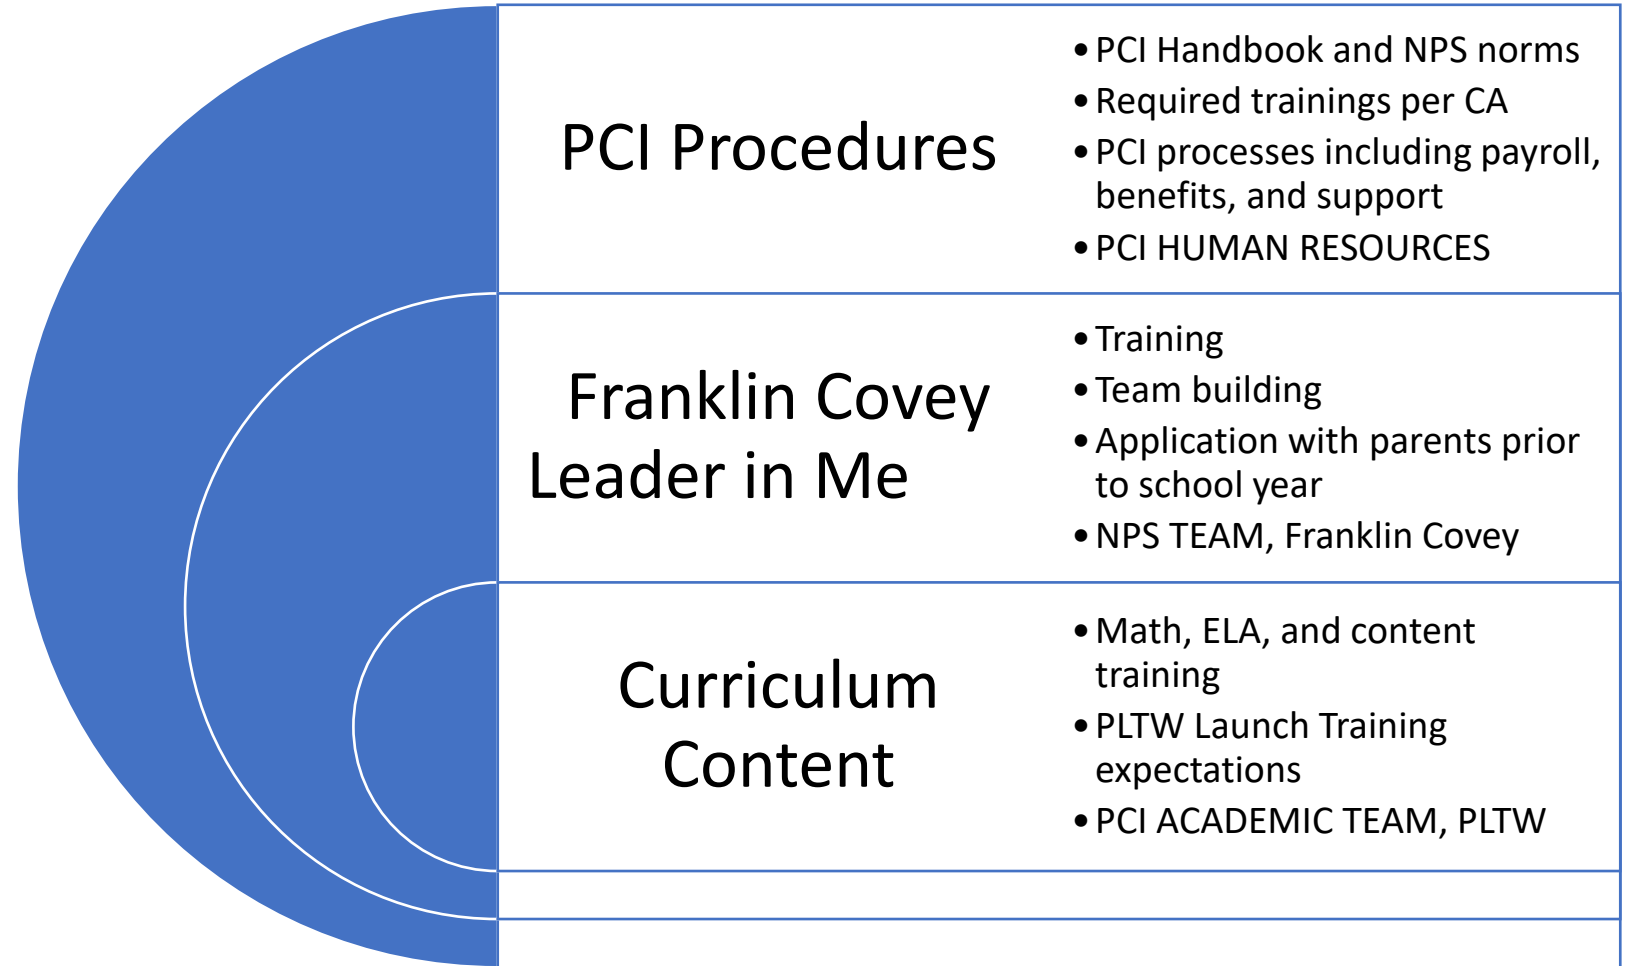 PCI Procedures
• PCI Handbook and NPS norms
• Required trainings per CA
• PCI processes including payroll,
benefits, and support
• PCI HUMAN RESOURCES
Franklin Covey
Leader in Me
• Training
• Team building
• Application with parents prior
to school year
• NPS TEAM, Franklin Covey
Curriculum
Content
• Math, ELA, and content
training
• PLTW Launch Training
expectations
• PCI ACADEMIC TEAM, PLTW